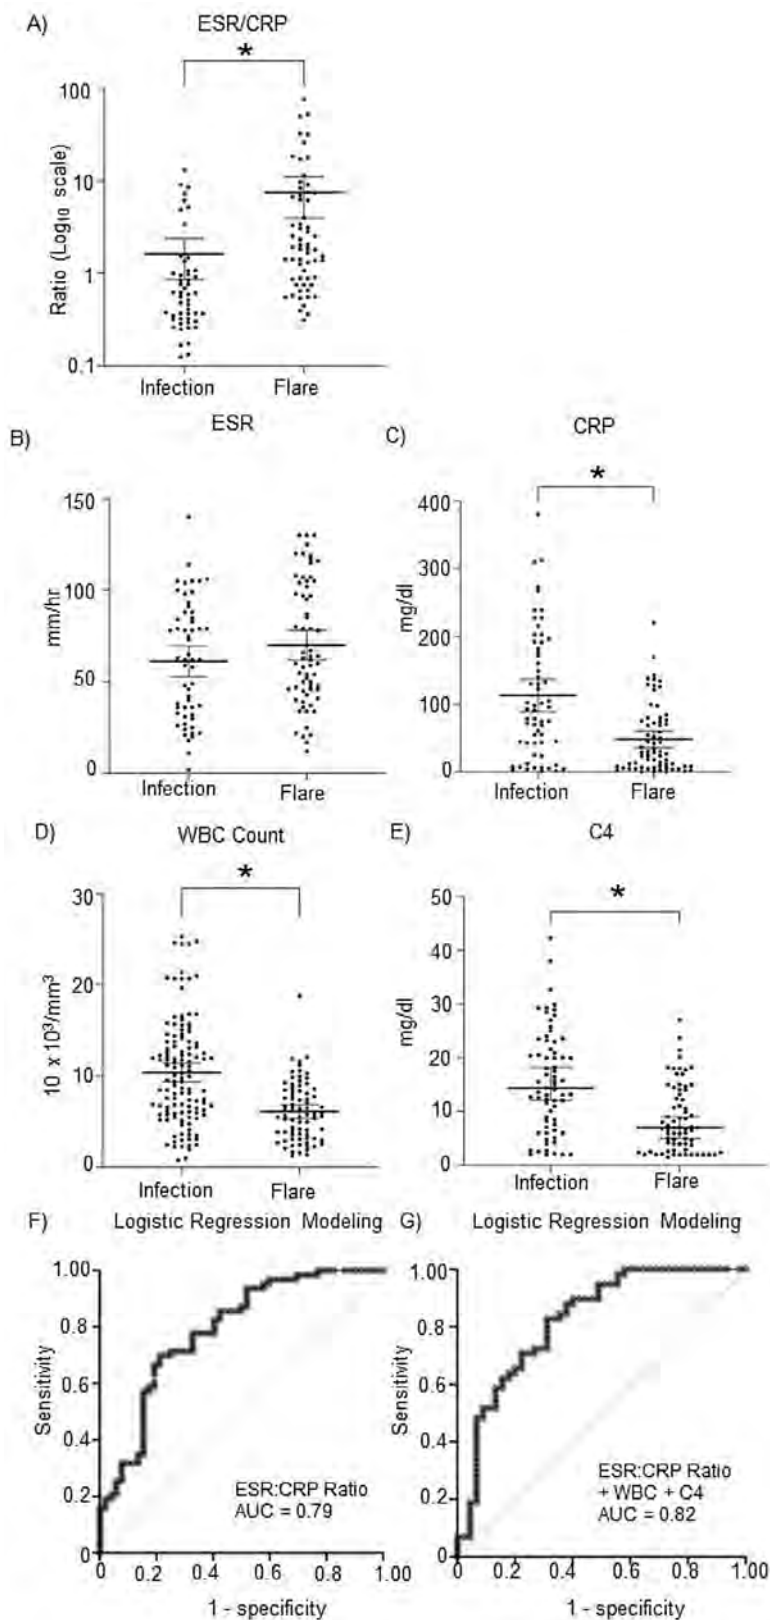 A) ESR/CRP
*
Ratio (Log₁₀ scale)
100
10
1
0.1
Infection Flare
B) ESR
mm/hr
150
100
50
0
Infection Flare
C) CRP
*
mg/dl
400
300
200
100
0
Infection Flare
D) WBC Count
*
10 x 10³/mm³
30
20
10
0
Infection Flare
E) C4
*
mg/dl
50
40
30
20
10
0
Infection Flare
F) Logistic Regression Modeling
Sensitivity
1.00
0.8
0.6
0.4
0.2
0
ESR:CRP Ratio
AUC = 0.79
0 0.2 0.4 0.6 0.8 1.00
1 - specificity
G) Logistic Regression Modeling
Sensitivity
1.00
0.8
0.6
0.4
0.2
0
ESR:CRP Ratio
+ WBC + C4
AUC = 0.82
0 0.2 0.4 0.6 0.8 1.00
1 - specificity